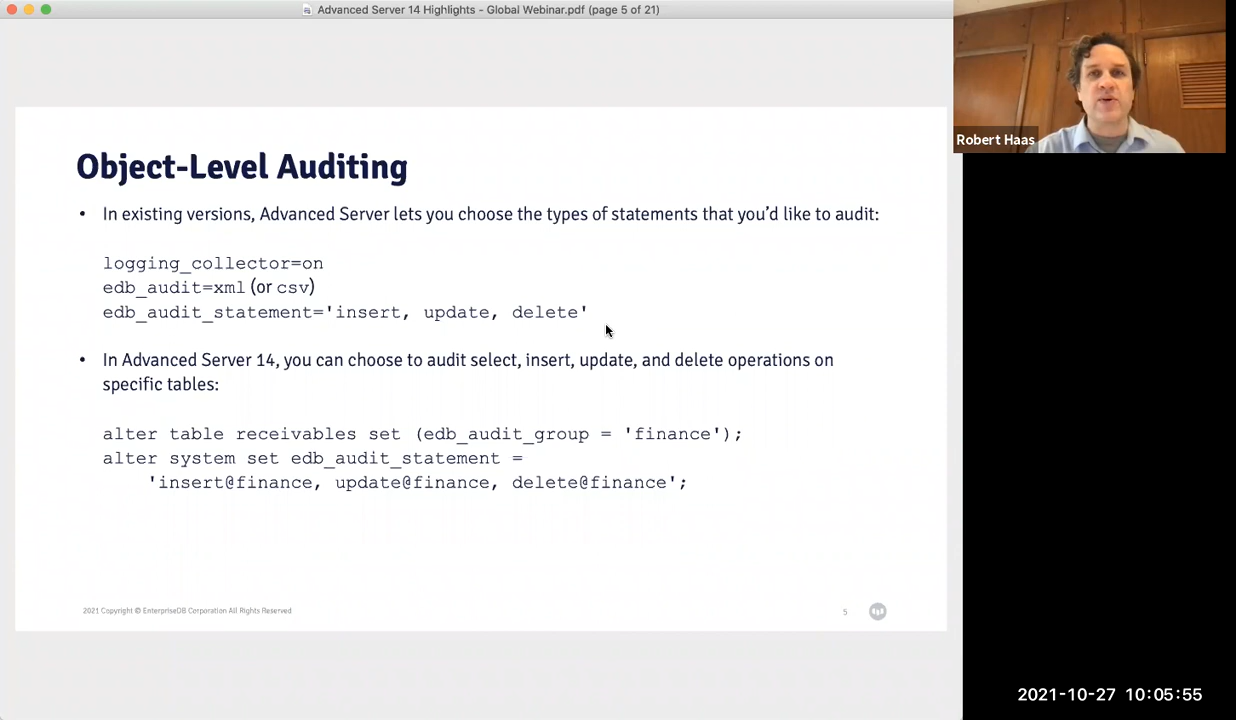 Advanced Server 14 Highlights - Global Webinar.pdf (page 5 of 21)
Robert Haas
Object-Level Auditing
• In existing versions, Advanced Server lets you choose the types of statements that you’d like to audit:
logging_collector=on
edb_audit=xml (or csv)
edb_audit_statement='insert, update, delete'
• In Advanced Server 14, you can choose to audit select, insert, update, and delete operations on
specific tables:
alter table receivables set (edb_audit_group = 'finance');
alter system set edb_audit_statement =
'insert@finance, update@finance, delete@finance';
2021 Copyright © EnterpriseDB Corporation All Rights Reserved
5
2021-10-27 10:05:55